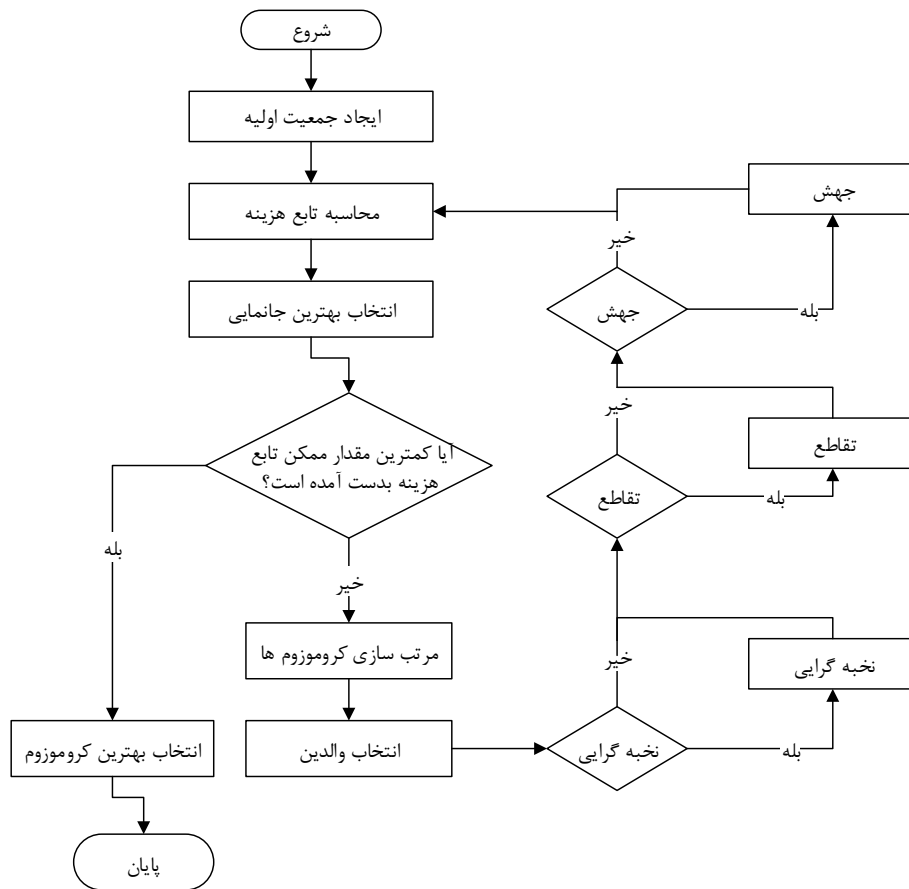 شروع
ایجاد جمعیت اولیه
محاسبه تابع هزینه
انتخاب بهترین جانمایی
آیا کمترین مقدار ممکن تابع
هزینه بدست آمده است؟
بله
خیر
مرتب سازی کروموزوم ها
انتخاب والدین
انتخاب بهترین کروموزوم
پایان
نخبه گرایی
بله
نخبه گرایی
خیر
تقاطع
بله
تقاطع
خیر
جهش
بله
جهش
خیر